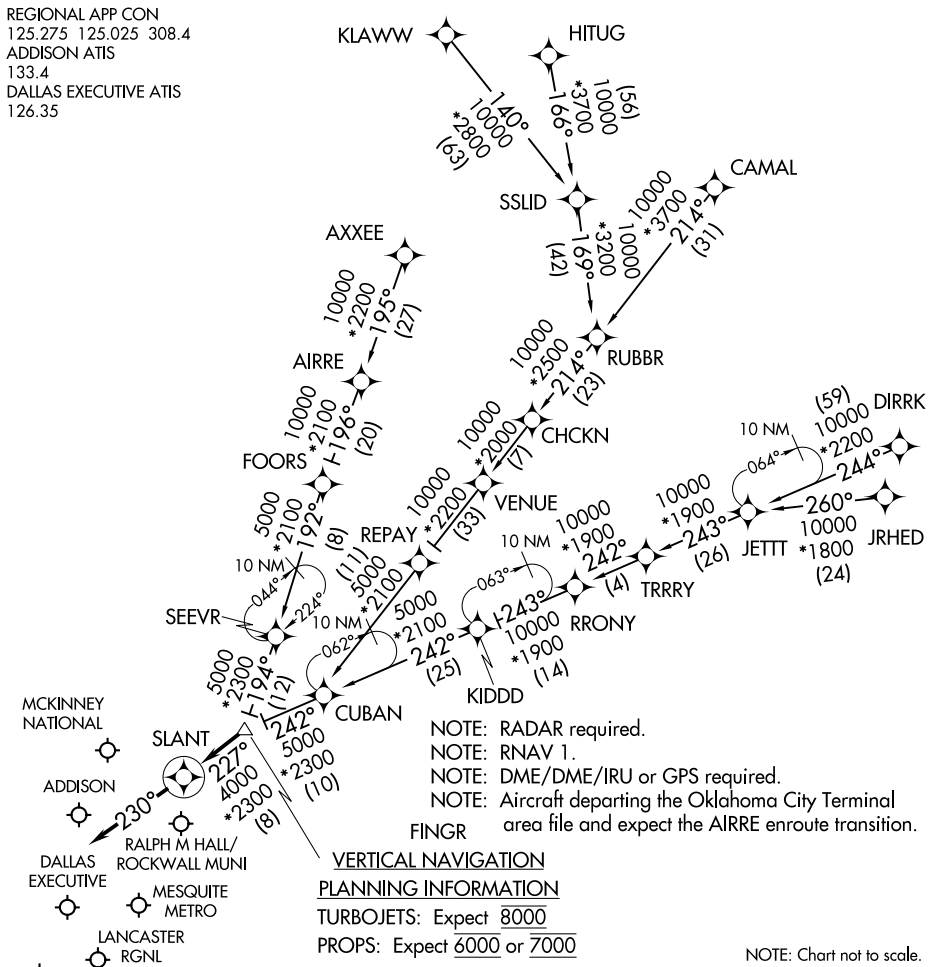 REGIONAL APP CON
125.275 125.025 308.4
ADDISON ATIS
133.4
DALLAS EXECUTIVE ATIS
126.35
KLAWW
HITUG
140°
10000
*2800
(63)
(56)
10000
*3700
166°
SSLID
CAMAL
10000
*3700
214°
(31)
10000
*3200
169°
(42)
RUBBR
AXXEE
10000
*2200
195°
(27)
AIRRE
10000
*2100
196°
(20)
FOORS
5000
*2100
192°
(8)
10 NM
044°
224°
SEEVR
5000
*2300
194°
(12)
10000
*2500
214°
(23)
CHCKN
10000
*2000
(7)
VENUE
10000
*2200
(33)
REPAY
(11)
5000
*2100
10 NM
062°
CUBAN
(59)
10000
*2200
244°
DIRRK
10 NM
064°
260°
10000
*1800
(24)
JRHED
JETTT
10000
*1900
243°
(26)
TRRRY
10000
*1900
242°
(4)
RRONY
10 NM
063°
243°
10000
*1900
(14)
KIDDD
5000
*2100
242°
(25)
242°
5000
*2300
(10)
MCKINNEY
NATIONAL
SLANT
227°
4000
*2300
(8)
ADDISON
230°
RALPH M HALL/
ROCKWALL MUNI
DALLAS
EXECUTIVE
MESQUITE
METRO
LANCASTER
RGNL
NOTE: RADAR required.
NOTE: RNAV 1.
NOTE: DME/DME/IRU or GPS required.
NOTE: Aircraft departing the Oklahoma City Terminal
area file and expect the AIRRE enroute transition.
FINGR
VERTICAL NAVIGATION
PLANNING INFORMATION
TURBOJETS: Expect 8000
PROPS: Expect 6000 or 7000
NOTE: Chart not to scale.